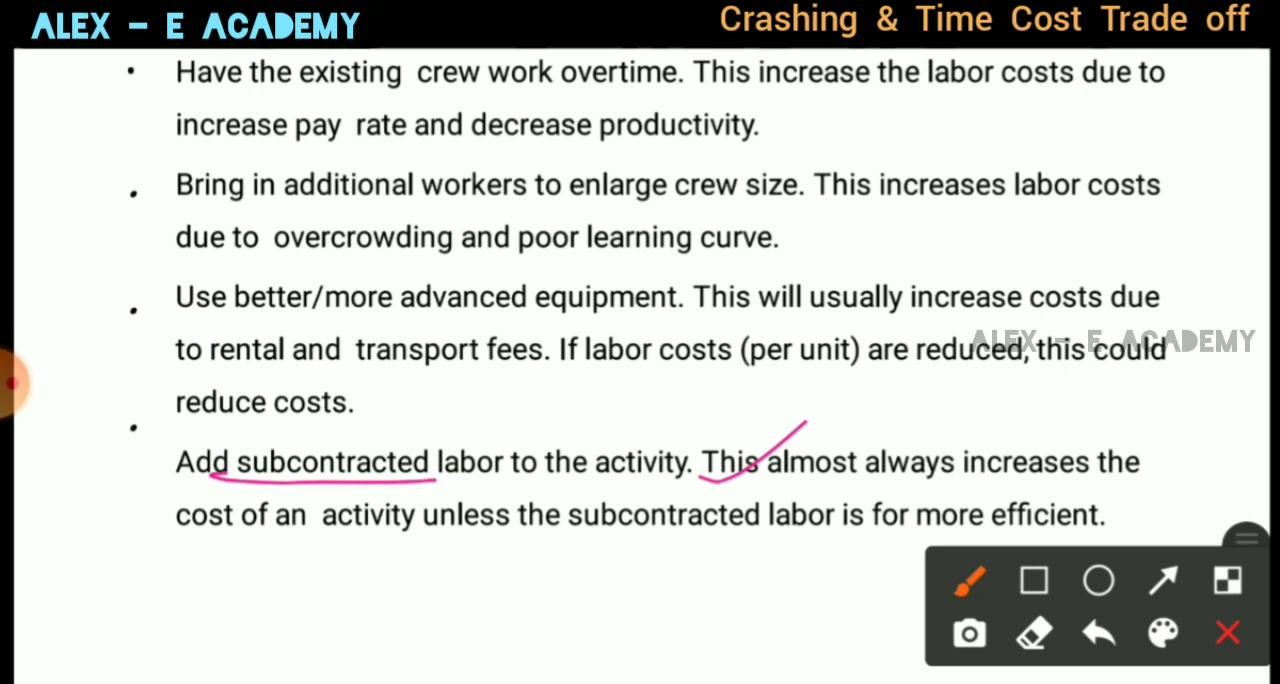 ALEX - E ACADEMY
Crashing & Time Cost Trade off
• Have the existing crew work overtime. This increase the labor costs due to
increase pay rate and decrease productivity.
• Bring in additional workers to enlarge crew size. This increases labor costs
due to overcrowding and poor learning curve.
• Use better/more advanced equipment. This will usually increase costs due
to rental and transport fees. If labor costs (per unit) are reduced, this could
ALEX - E ACADEMY
reduce costs.
• Add subcontracted labor to the activity. This almost always increases the
cost of an activity unless the subcontracted labor is for more efficient.